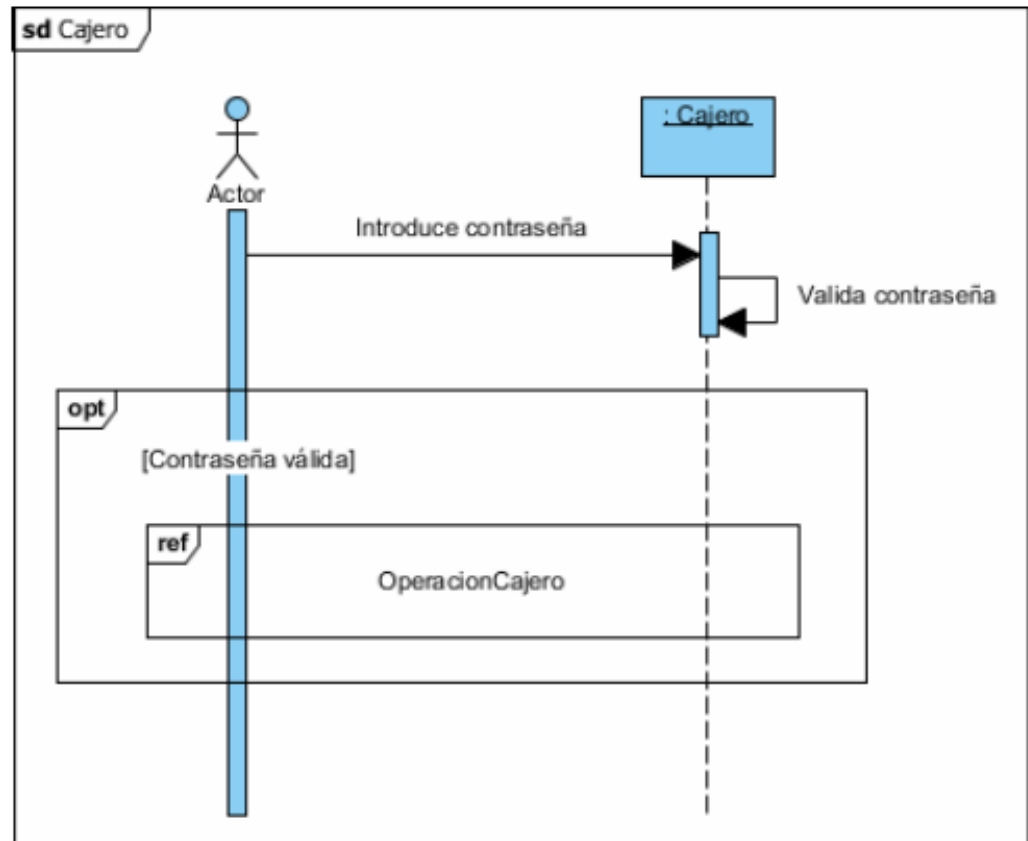 sd Cajero
: Cajero
Actor
Introduce contraseña
Valida contraseña
opt
[Contraseña válida]
ref
OperacionCajero